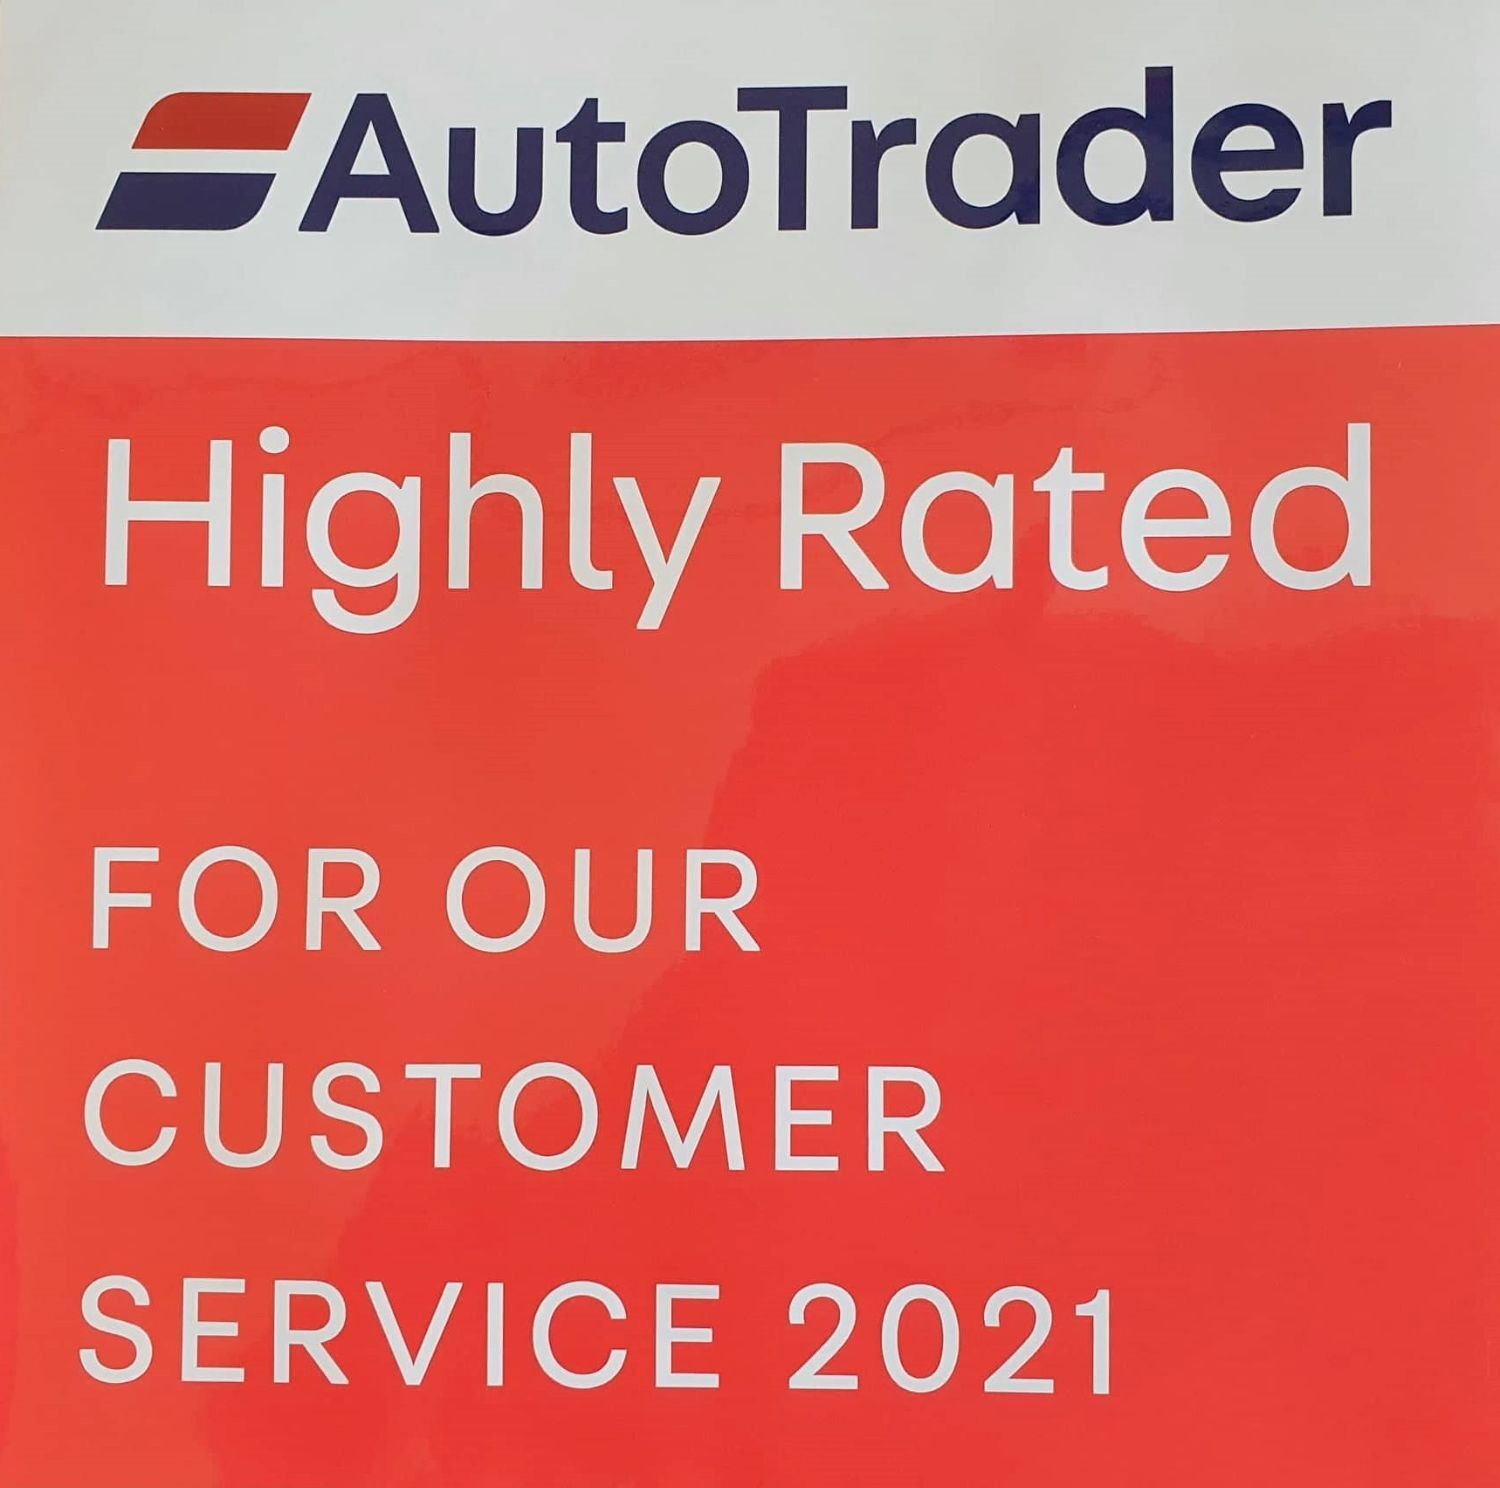 AutoTrader
Highly Rated
FOR OUR
CUSTOMER
SERVICE 2021